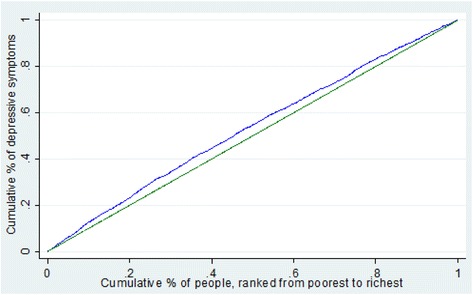 Cumulative % of depressive symptoms
1
.8
.6
.4
.2
0
0 .2 .4 .6 .8 1
Cumulative % of people, ranked from poorest to richest